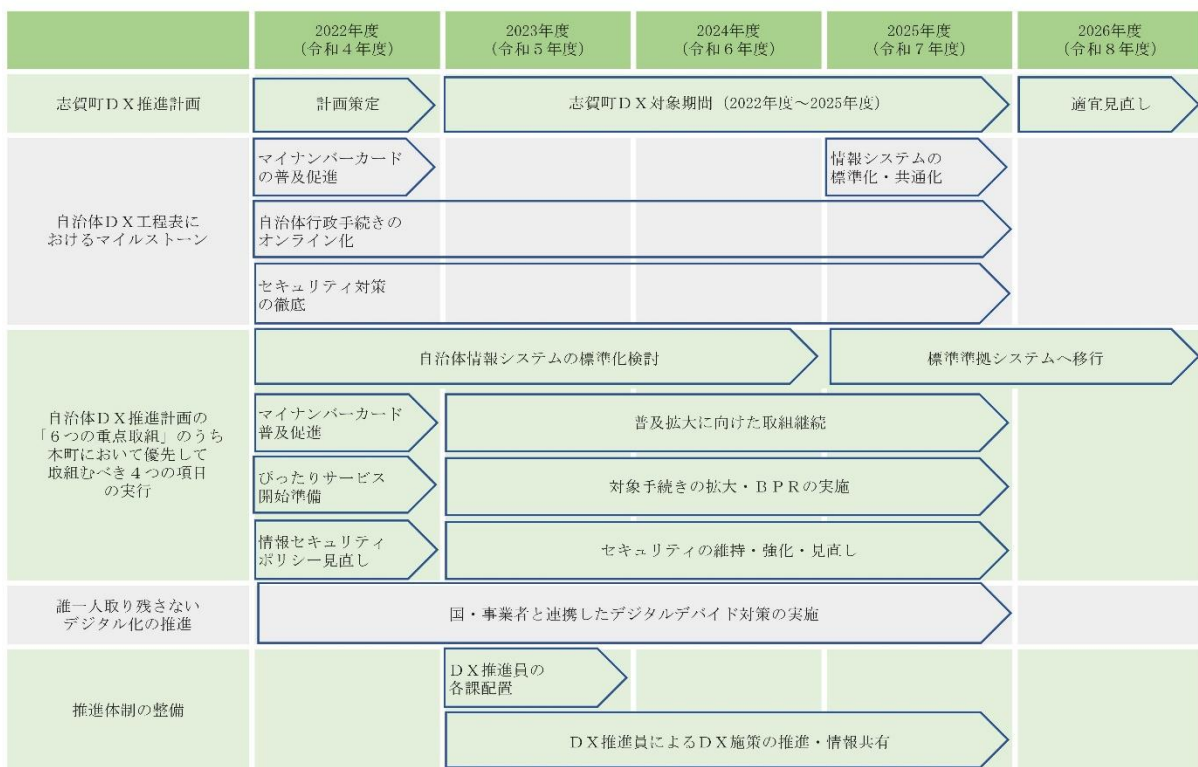 2022年度
（令和４年度）
2023年度
（令和５年度）
2024年度
（令和６年度）
2025年度
（令和７年度）
2026年度
（令和８年度）
志賀町ＤＸ推進計画
計画策定
志賀町ＤＸ対象期間（2022年度～2025年度）
適宜見直し
自治体ＤＸ工程表に
おけるマイルストーン
マイナンバーカード
の普及促進
情報システムの
標準化・共通化
自治体行政手続きの
オンライン化
セキュリティ対策
の徹底
自治体ＤＸ推進計画の
「６つの重点取組」のうち
本町において優先して
取組むべき４つの項目
の実行
自治体情報システムの標準化検討
標準準拠システムへ移行
マイナンバーカード
普及促進
普及拡大に向けた取組継続
ぴったりサービス
開始準備
対象手続きの拡大・ＢＰＲの実施
情報セキュリティ
ポリシー見直し
セキュリティの維持・強化・見直し
誰一人取り残さない
デジタル化の推進
国・事業者と連携したデジタルデバイド対策の実施
推進体制の整備
ＤＸ推進員の
各課配置
ＤＸ推進員によるＤＸ施策の推進・情報共有